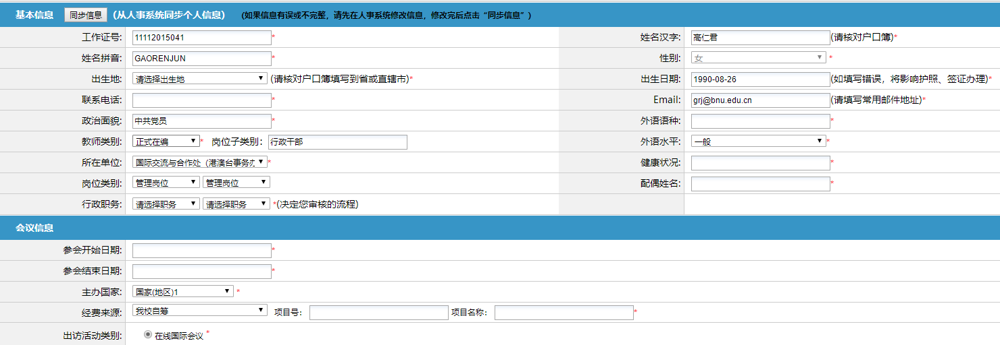 基本信息 同步信息 (从人事系统同步个人信息) (如果信息有误或不完整，请先在人事系统修改信息，修改完后点击“同步信息”)
工作证号: 11112015041* 姓名汉字: 高仁君 (请核对户口簿)*
姓名拼音: GAORENJUN* 性别: 女 *
出生地: 请选择出生地 (请核对户口簿填写到省或直辖市)* 出生日期: 1990-08-26 (如填写错误，将影响护照、签证办理)*
联系电话: * Email: grj@bnu.edu.cn (请填写常用邮件地址)*
政治面貌: 中共党员* 外语语种: *
教师类别: 正式在编* 岗位子类别： 行政干部 外语水平: 一般*
所在单位: 国际交流与合作处（港澳台事务办* 健康状况: *
岗位类别: 管理岗位 管理岗位 配偶姓名: *
行政职务: 请选择职务 请选择职务 *(决定您审核的流程)
会议信息
参会开始日期: *
参会结束日期: *
主办国家: 国家(地区)1 *
经费来源: 我校自筹 项目号： 项目名称： *
出访活动类别: 在线国际会议 *